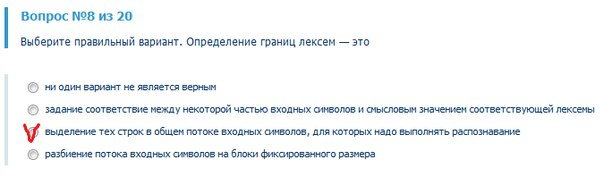 Вопрос №8 из 20
Выберите правильный вариант. Определение границ лексем — это
ни один вариант не является верным
задание соответствие между некоторой частью входных символов и смысловым значением соответствующей лексемы
выделение тех строк в общем потоке входных символов, для которых надо выполнять распознавание
разбиение потока входных символов на блоки фиксированного размера